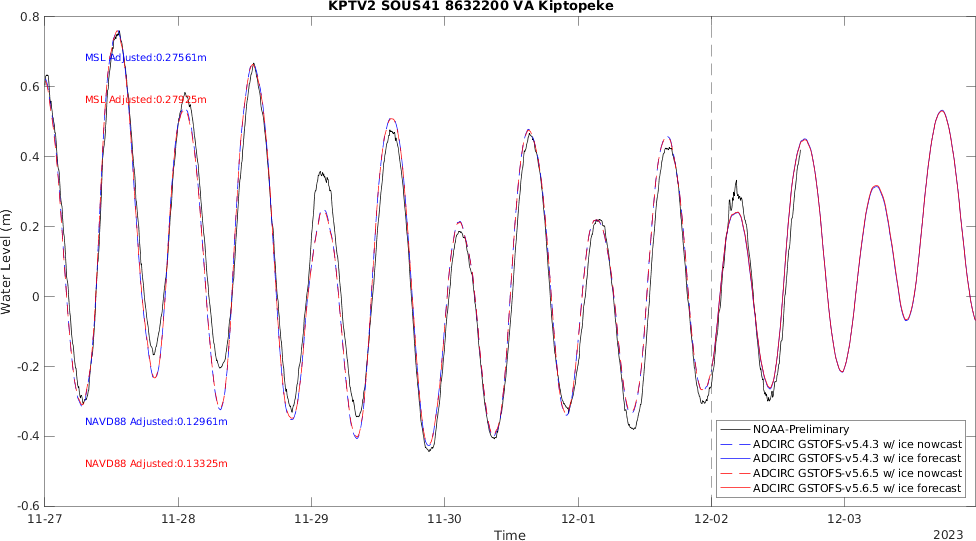 KPTV2 SOUS41 8632200 VA Kiptopeke
0.8
0.6
0.4
0.2
0
-0.2
-0.4
-0.6
Water Level (m)
MSL Adjusted:0.27561m
MSL Adjusted:0.27925m
NAVD88 Adjusted:0.12961m
NAVD88 Adjusted:0.13325m
NOAA-Preliminary
ADCIRC GSTOFS-v5.4.3 w/ ice nowcast
ADCIRC GSTOFS-v5.4.3 w/ ice forecast
ADCIRC GSTOFS-v5.6.5 w/ ice nowcast
ADCIRC GSTOFS-v5.6.5 w/ ice forecast
11-27 11-28 11-29 11-30 12-01 12-02 12-03
Time
2023